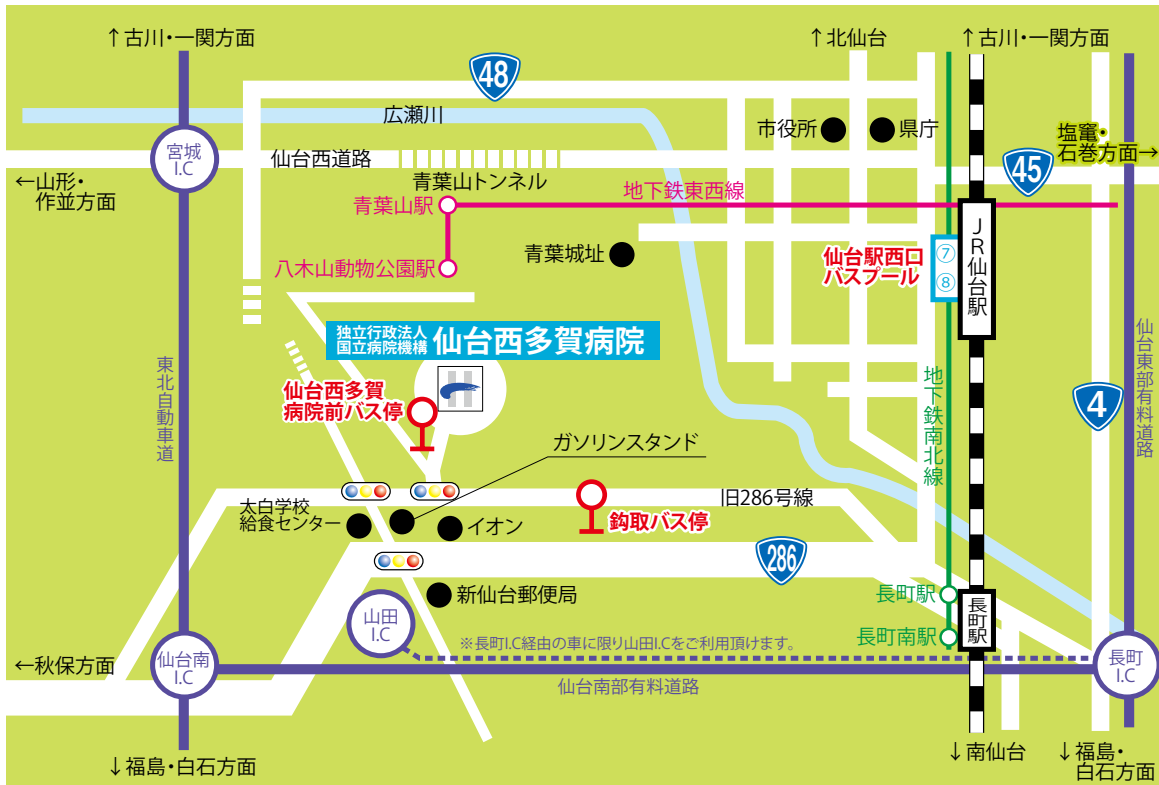 ↑古川・一関方面
↑北仙台
↑古川・一関方面
48
広瀬川
市役所
県庁
塩竈・
石巻方面→
宮城
I.C
仙台西道路
45
←山形・
作並方面
青葉山トンネル
青葉山駅
地下鉄東西線
JR仙台駅
青葉城址
仙台駅西口
バスプール
⑦
⑧
八木山動物公園駅
独立行政法人
国立病院機構
仙台西多賀病院
仙台東部有料道路
東北自動車道
仙台西多賀
病院前バス停
地下鉄南北線
4
ガソリンスタンド
太白学校
給食センター
旧286号線
イオン
鈎取バス停
286
新仙台郵便局
長町駅
長町駅
山田
I.C
長町南駅
※長町I.C経由の車に限り山田I.Cをご利用頂けます。
←秋保方面
仙台南
I.C
長町
I.C
仙台南部有料道路
↓福島・白石方面
↓南仙台
↓福島・
白石方面